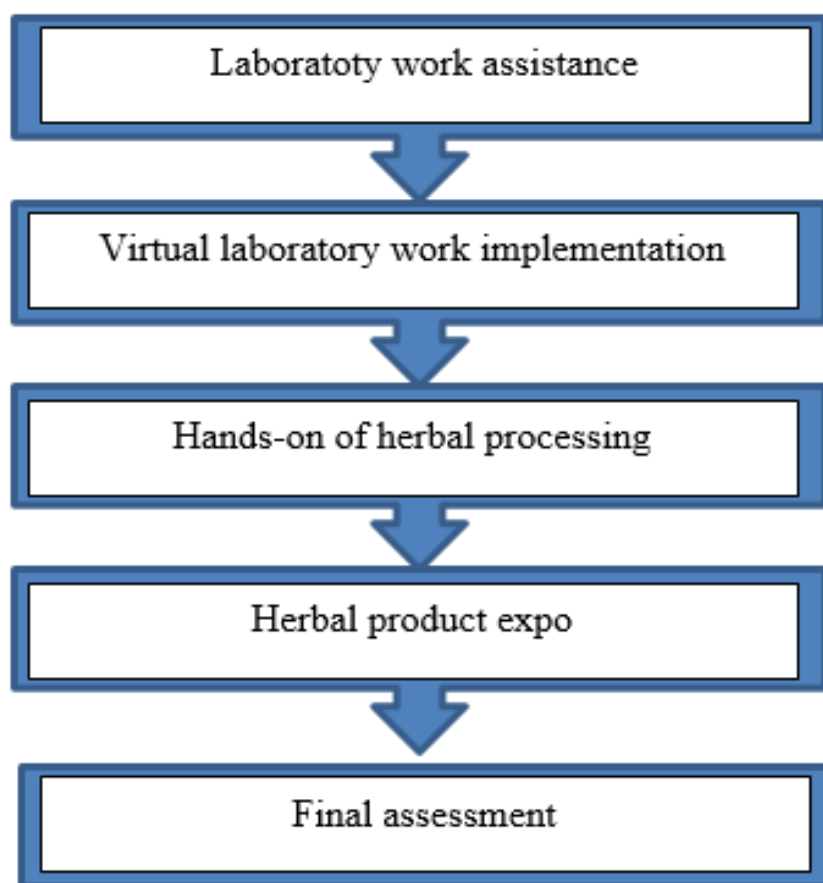 Laboratoty work assistance
Virtual laboratory work implementation
Hands-on of herbal processing
Herbal product expo
Final assessment